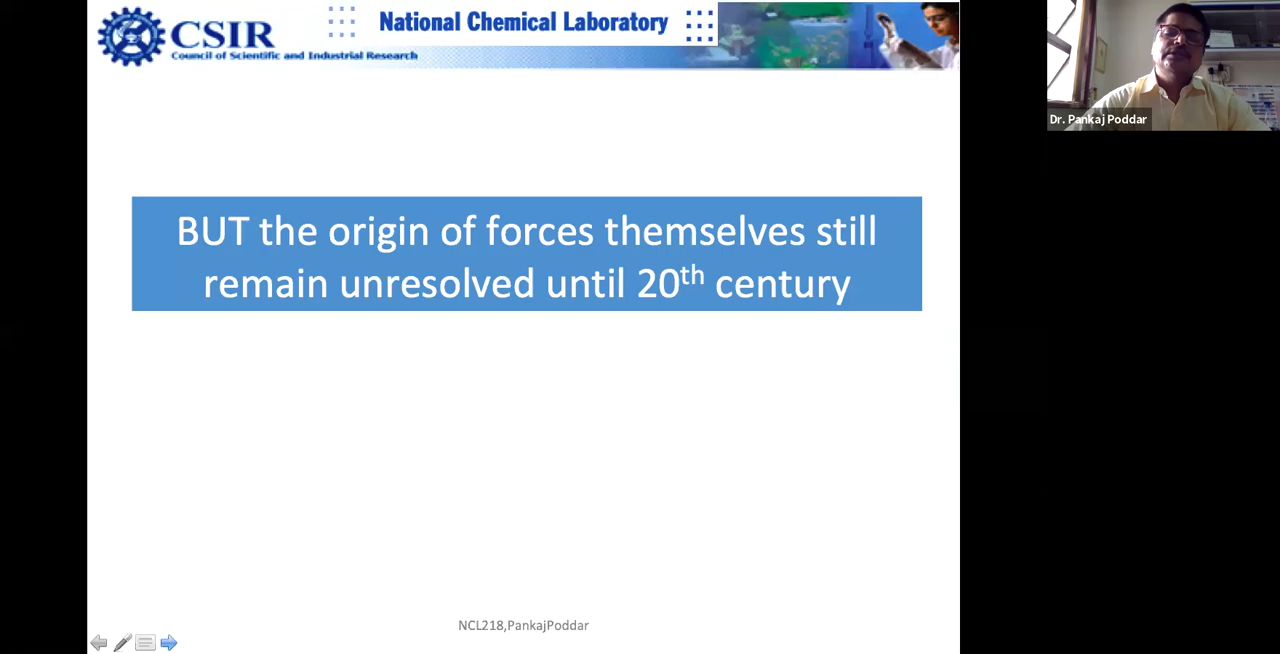 CSIR
Council of Scientific and Industrial Research
National Chemical Laboratory
Dr. Pankaj Poddar
BUT the origin of forces themselves still
remain unresolved until 20th century
NCL218,PankajPoddar